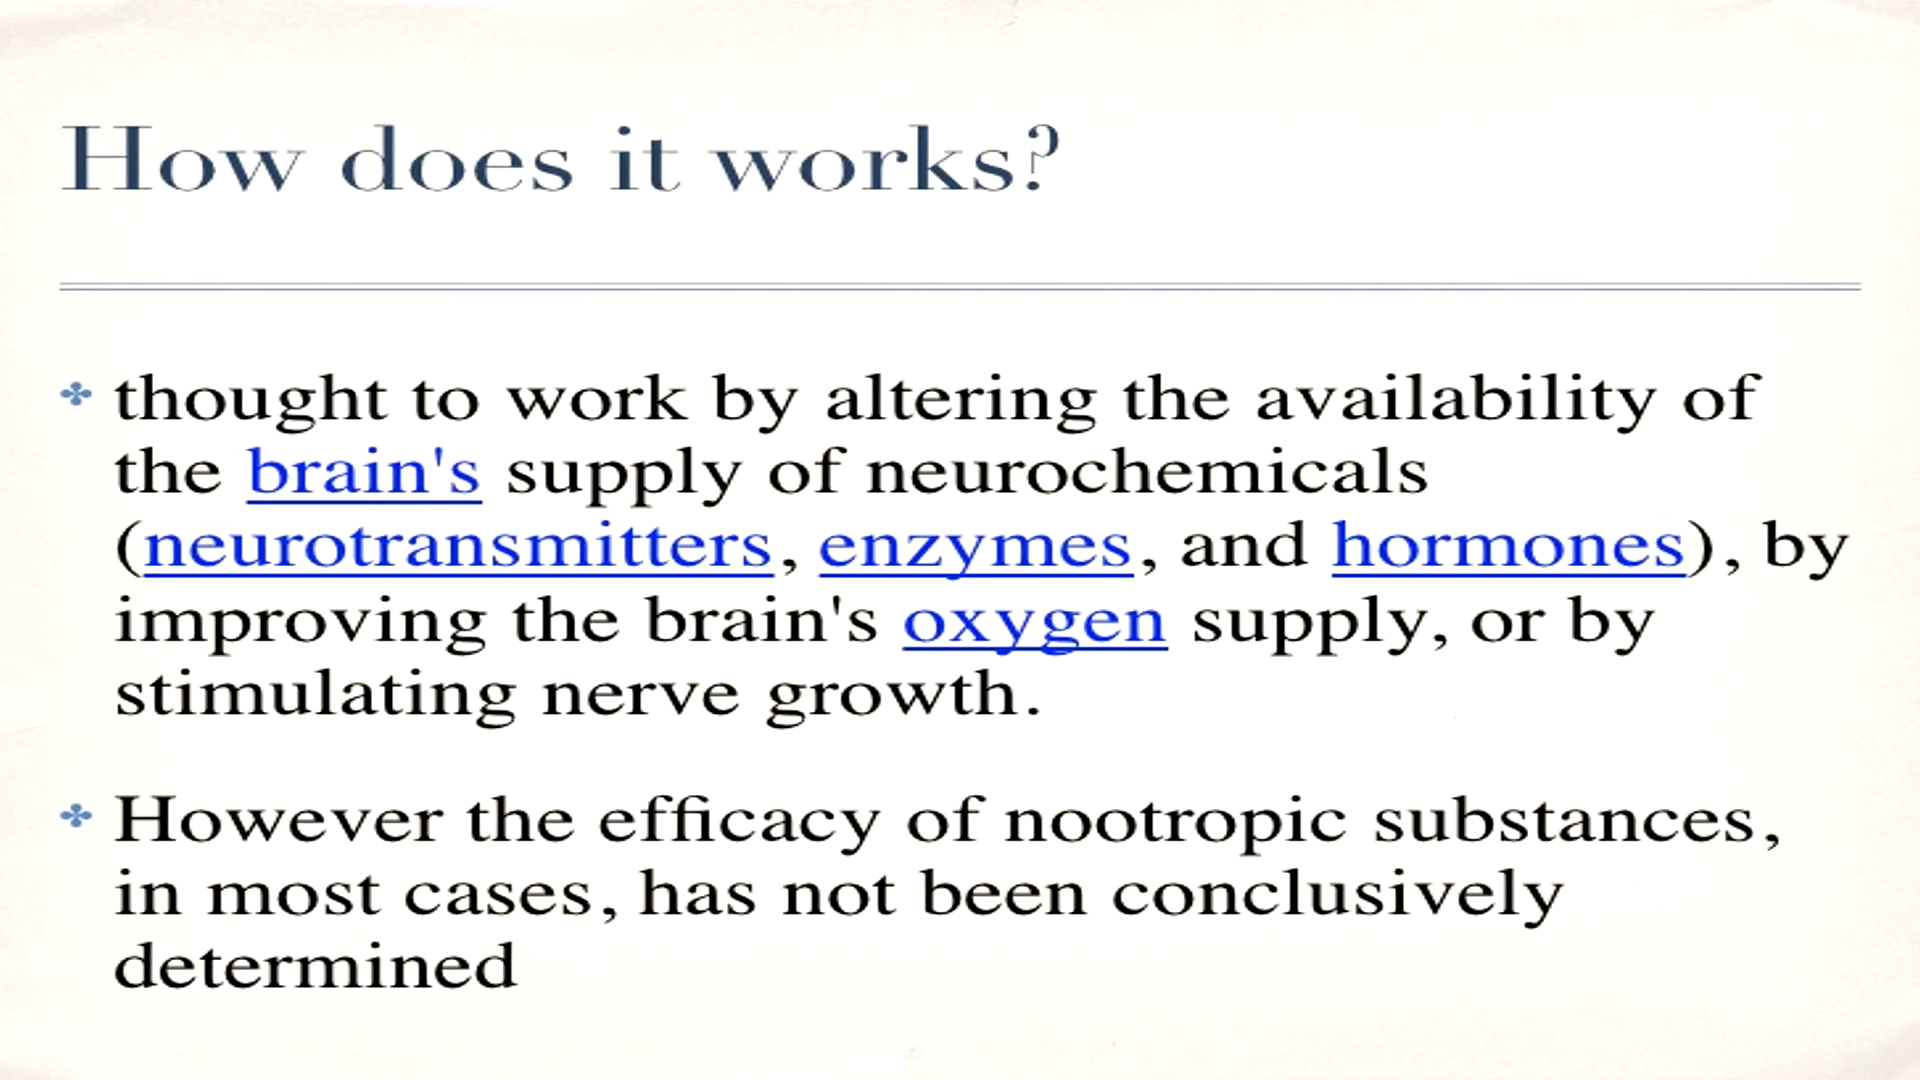 How does it works?
thought to work by altering the availability of
the brain's supply of neurochemicals
(neurotransmitters, enzymes, and hormones), by
improving the brain's oxygen supply, or by
stimulating nerve growth.
However the efficacy of nootropic substances,
in most cases, has not been conclusively
determined